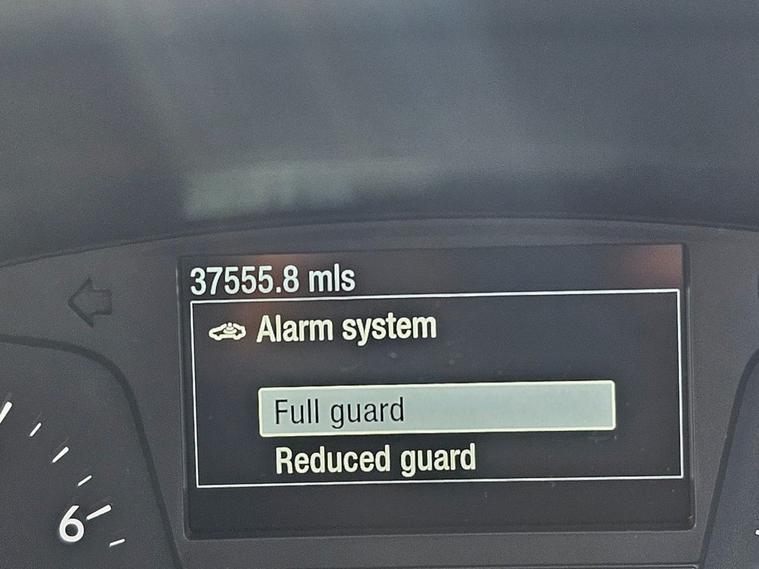 37555.8 mls
Alarm system
Full guard
Reduced guard
6